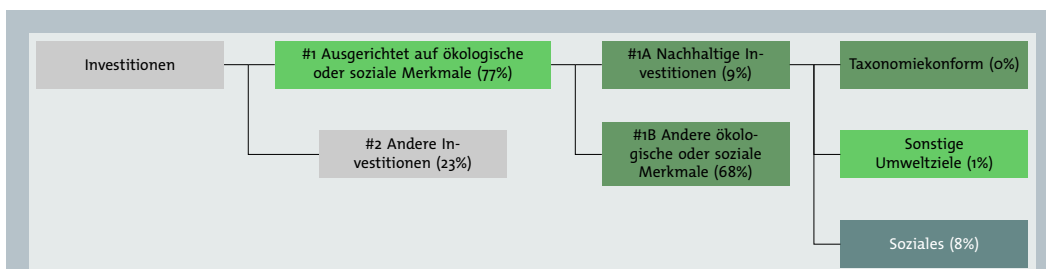 Investitionen
#1 Ausgerichtet auf ökologische
oder soziale Merkmale (77%)
#1A Nachhaltige In-
vestitionen (9%)
Taxonomiekonform (0%)
#2 Andere In-
vestitionen (23%)
#1B Andere ökolo-
gische oder soziale
Merkmale (68%)
Sonstige
Umweltziele (1%)
Soziales (8%)